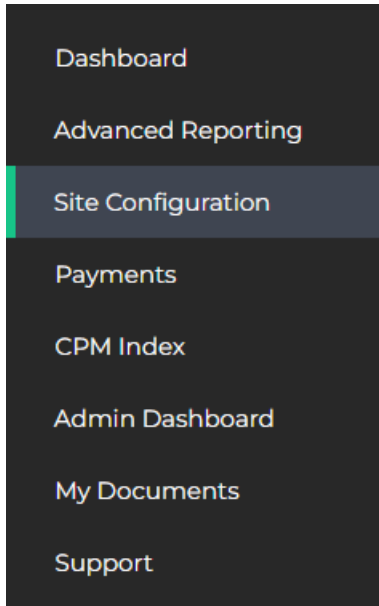 Dashboard
Advanced Reporting
Site Configuration
Payments
CPM Index
Admin Dashboard
My Documents
Support